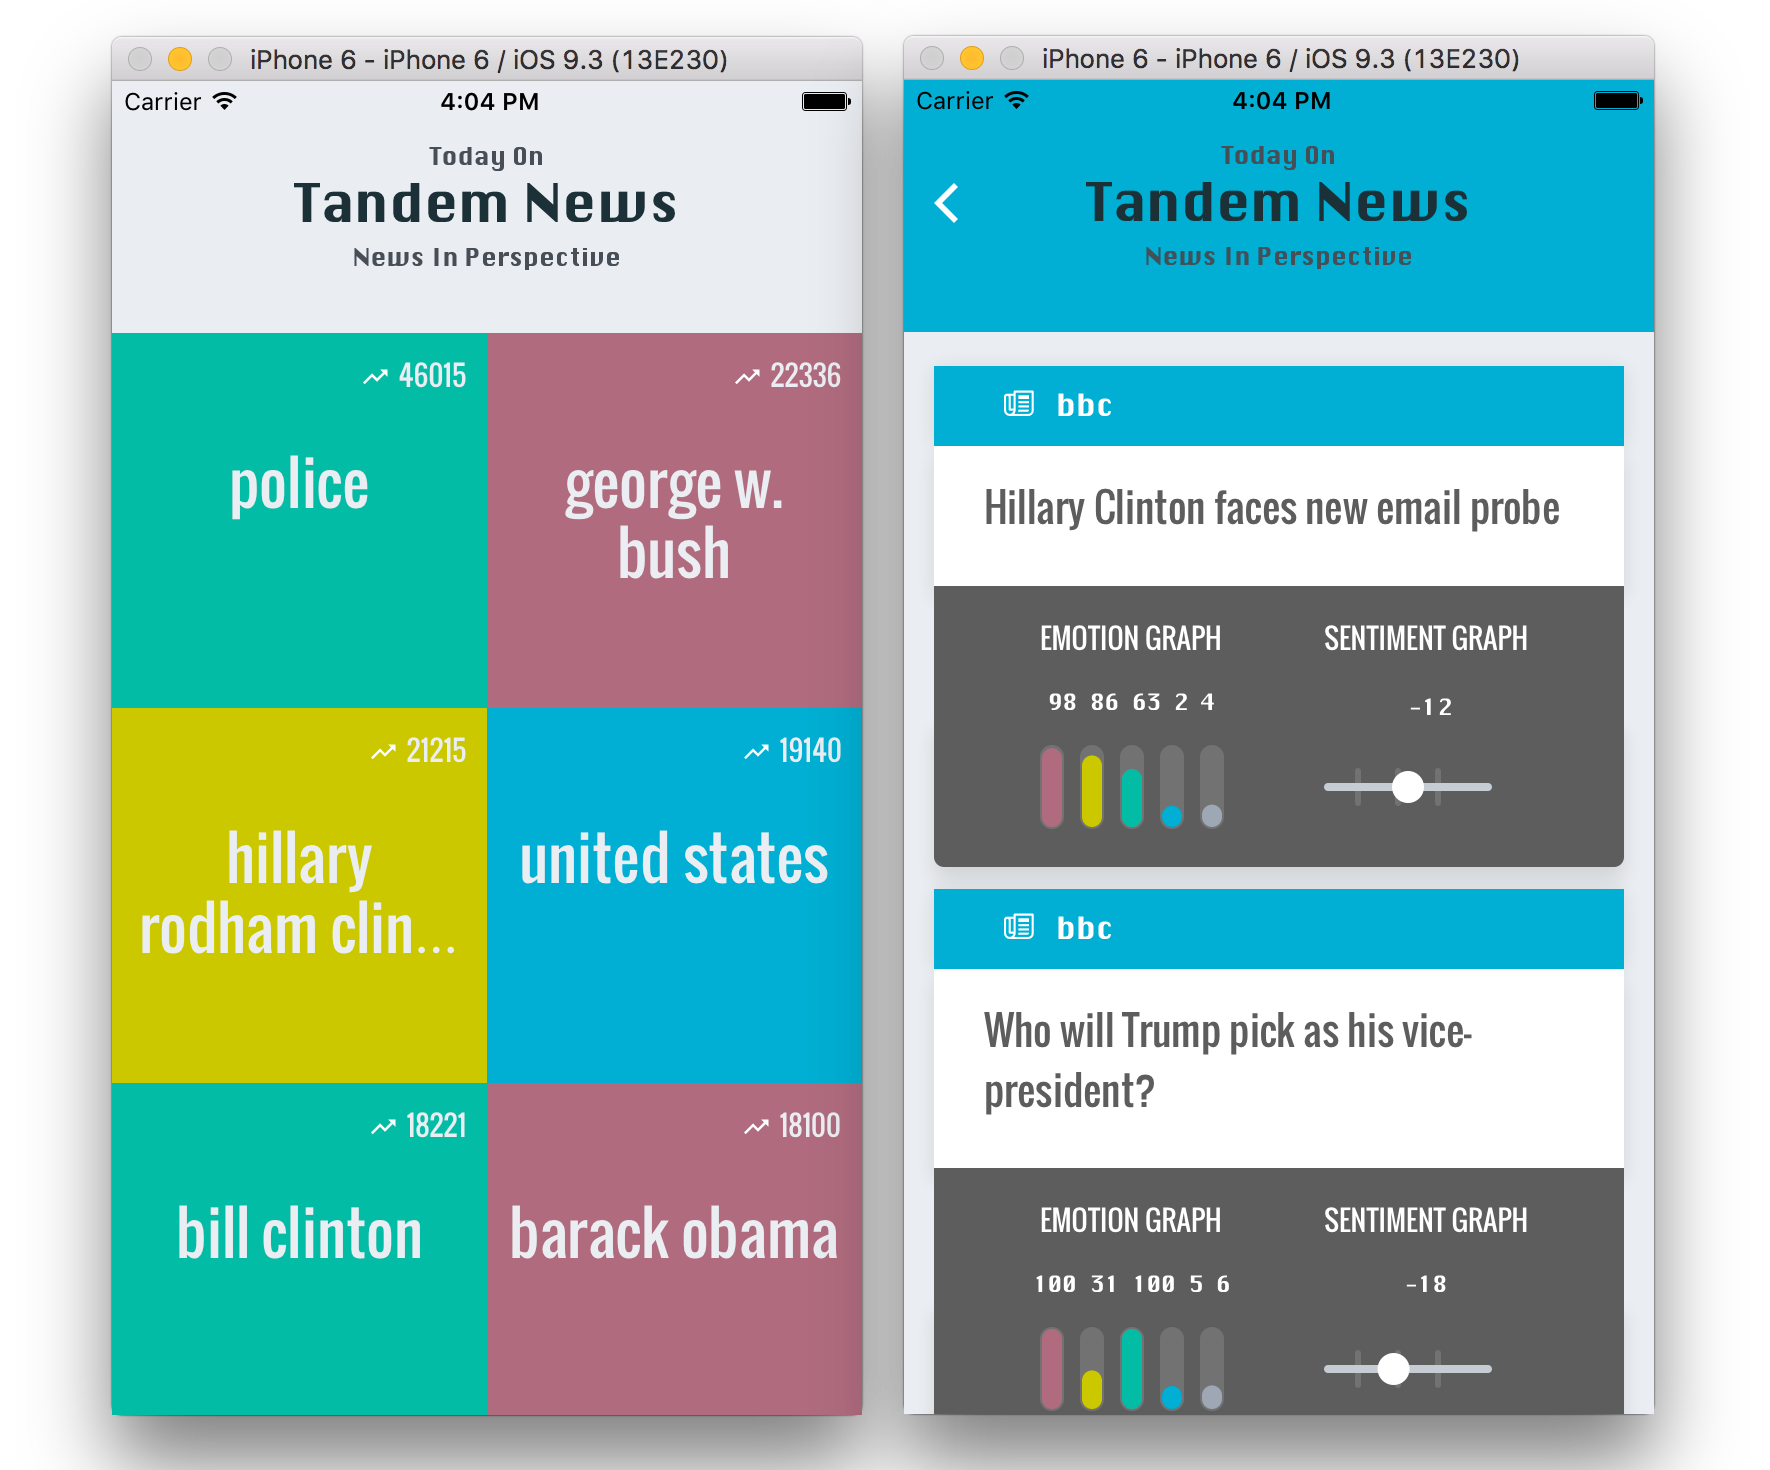 iPhone 6 - iPhone 6 / iOS 9.3 (13E230)
Carrier 4:04 PM
Today On
Tandem News
News In Perspective
46015
police
22336
george w.
bush
21215
hillary
rodham clin...
19140
united states
18221
bill clinton
18100
barack obama
iPhone 6 - iPhone 6 / iOS 9.3 (13E230)
Carrier 4:04 PM
Today On
Tandem News
News In Perspective
bbc
Hillary Clinton faces new email probe
EMOTION GRAPH SENTIMENT GRAPH
98 86 63 2 4 -12
bbc
Who will Trump pick as his vice-
president?
EMOTION GRAPH SENTIMENT GRAPH
100 31 100 5 6 -18